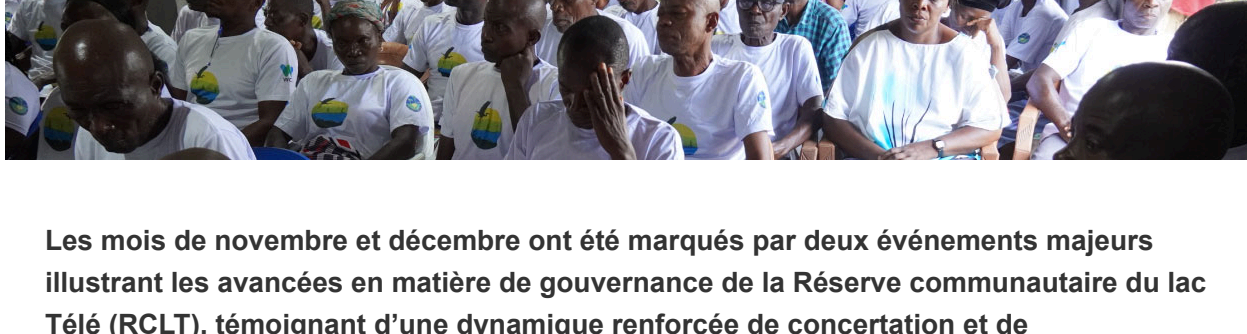 Les mois de novembre et décembre ont été marqués par deux événements majeurs
illustrant les avancées en matière de gouvernance de la Réserve communautaire du lac
Télé (RCLT), témoignant d’une dynamique renforcée de concertation et de